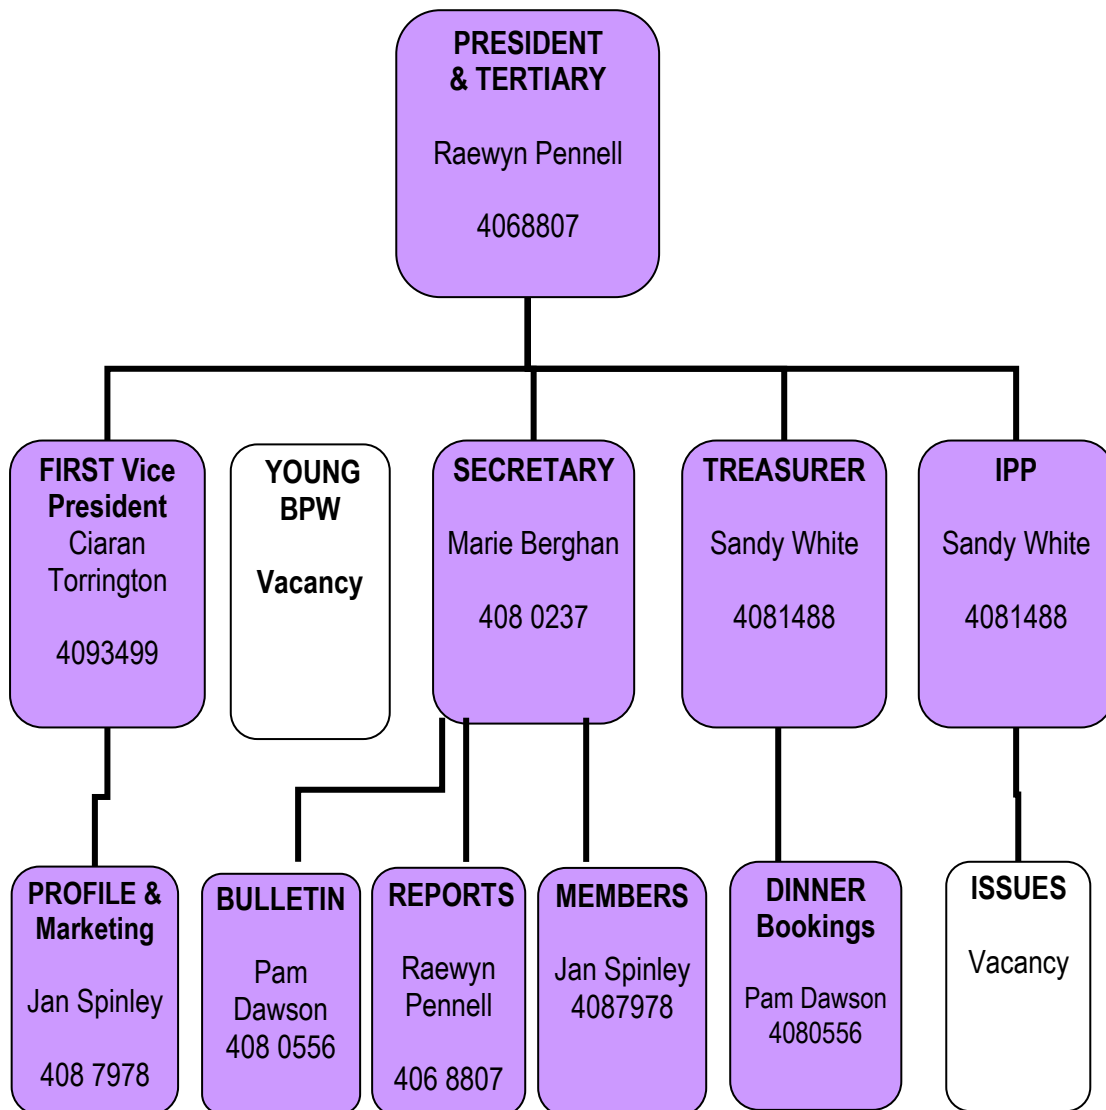 PRESIDENT
& TERTIARY
Raewyn Pennell
4068807
FIRST Vice
President
Ciaran
Torrington
4093499
YOUNG
BPW
Vacancy
SECRETARY
Marie Berghan
408 0237
TREASURER
Sandy White
4081488
IPP
Sandy White
4081488
PROFILE &
Marketing
Jan Spinley
408 7978
BULLETIN
Pam
Dawson
408 0556
REPORTS
Raewyn
Pennell
406 8807
MEMBERS
Jan Spinley
4087978
DINNER
Bookings
Pam Dawson
4080556
ISSUES
Vacancy